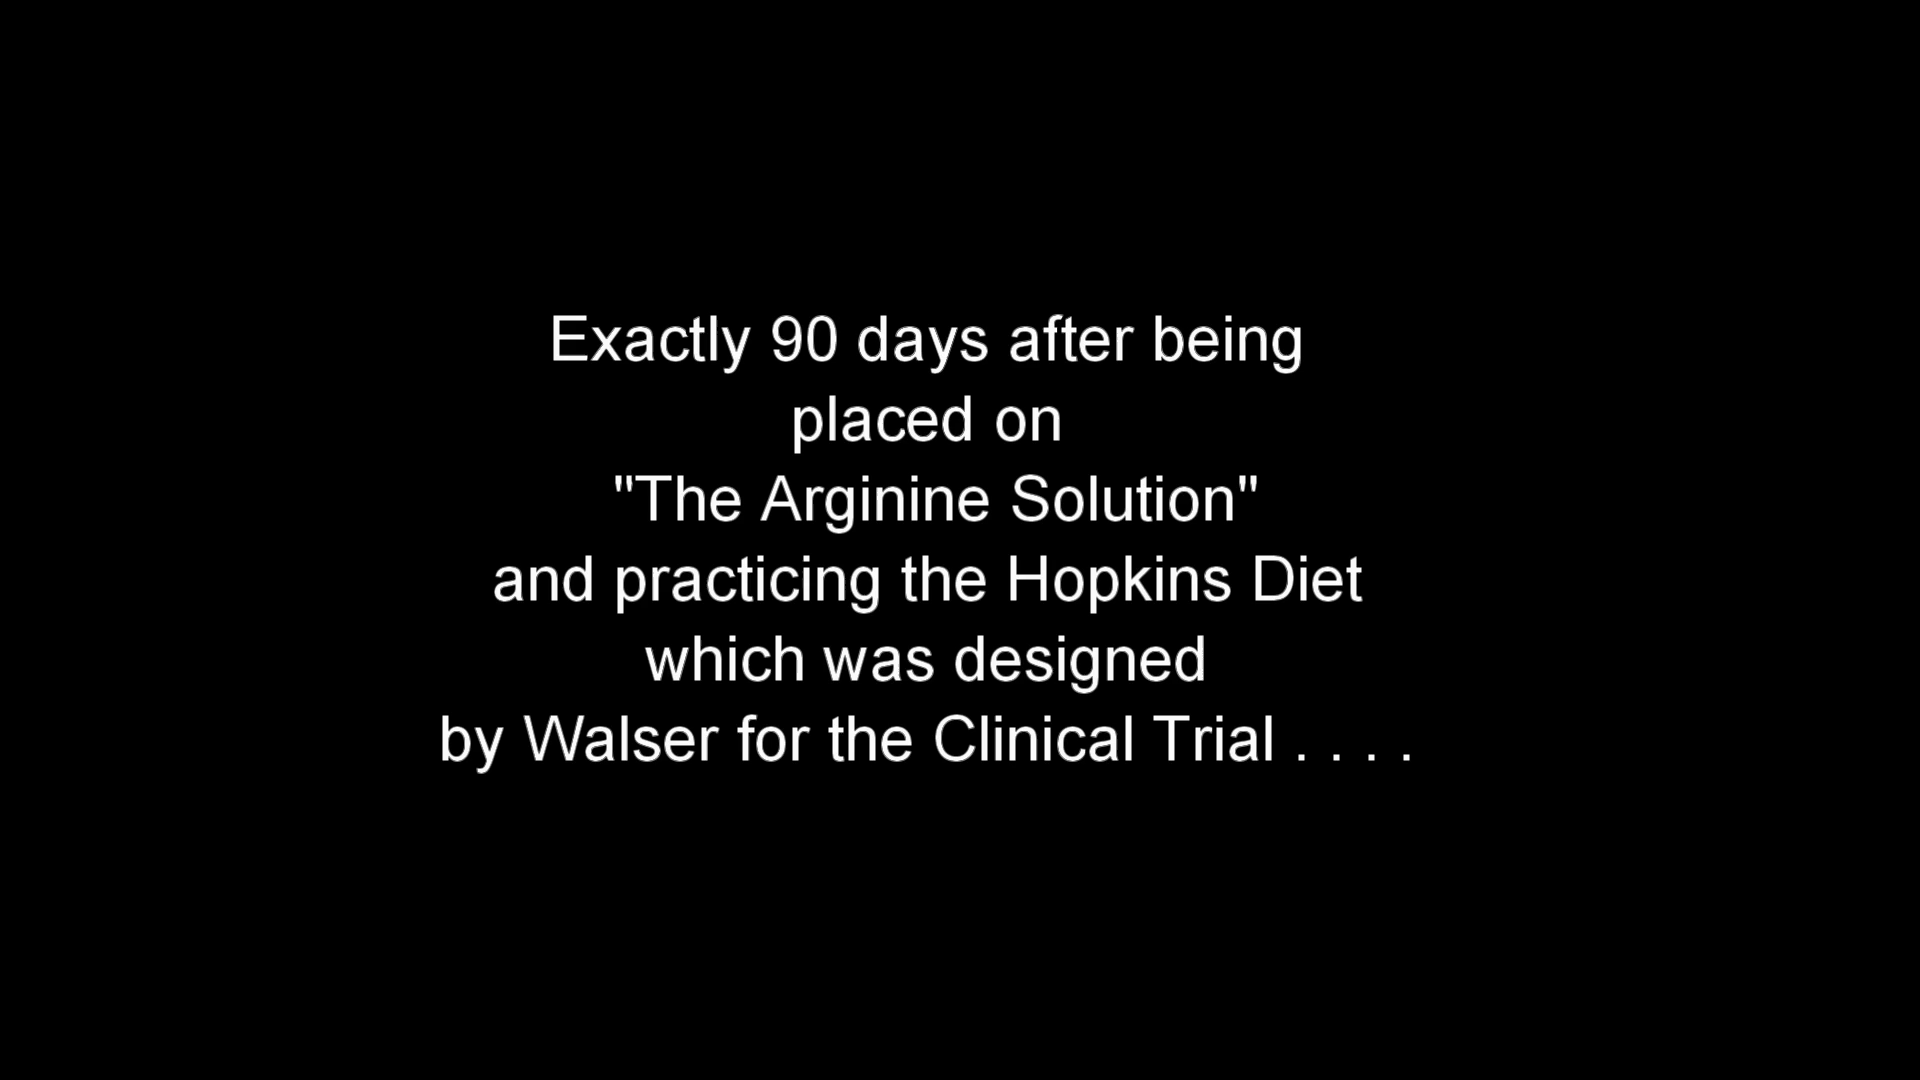 Exactly 90 days after being
placed on
"The Arginine Solution"
and practicing the Hopkins Diet
which was designed
by Walser for the Clinical Trial . . . .